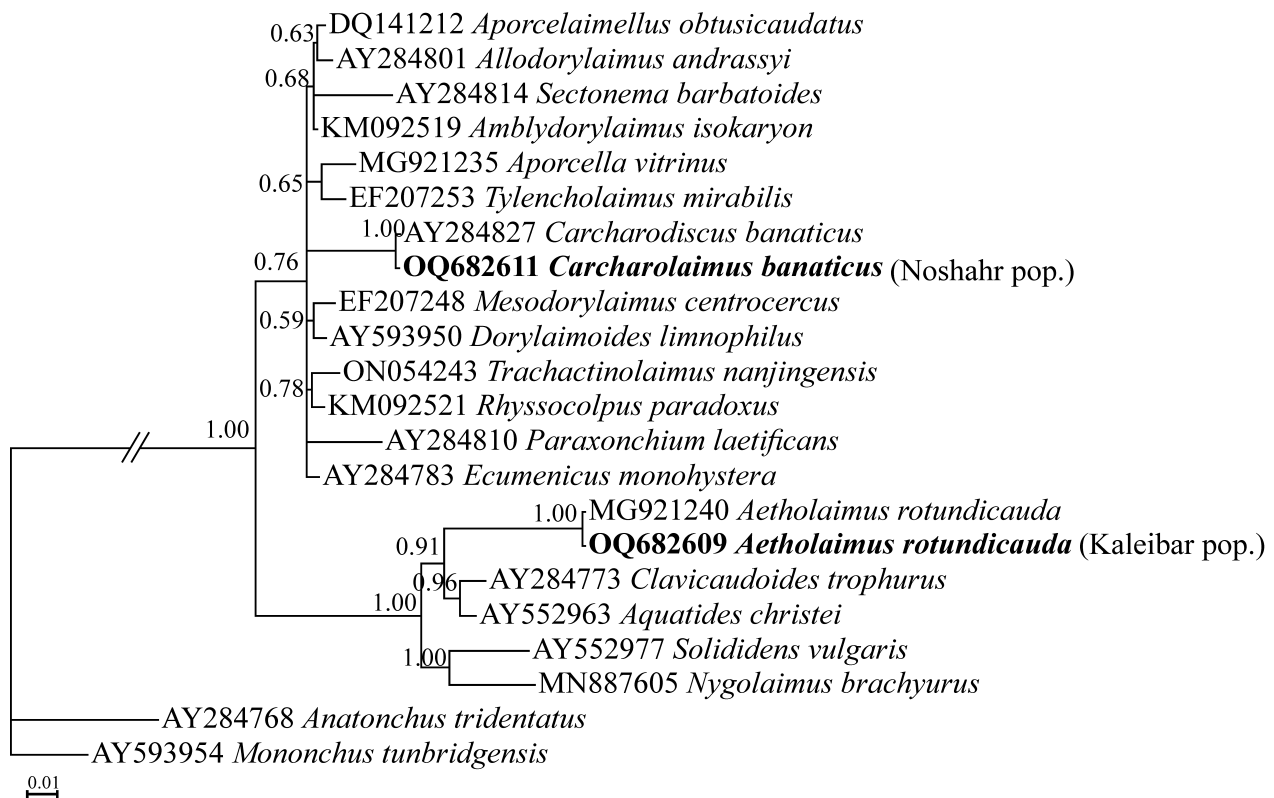 0.63
DQ141212 Aporcelaimellus obtusicaudatus
AY284801 Allodorylaimus andrassyi
0.68
AY284814 Sectonema barbatoides
KM092519 Amblydorylaimus isokaryon
MG921235 Aporcella vitrinus
0.65
EF207253 Tylencholaimus mirabilis
1.00
AY284827 Carcharodiscus banaticus
OQ682611 Carcharolaimus banaticus (Noshahr pop.)
0.76
EF207248 Mesodorylaimus centrocercus
0.59
AY593950 Dorylaimoides limnophilus
ON054243 Trachactinolaimus nanjingensis
0.78
KM092521 Rhyssocolpus paradoxus
1.00
AY284810 Paraxonchium laetificans
AY284783 Ecumenicus monohystera
1.00
MG921240 Aetholaimus rotundicauda
OQ682609 Aetholaimus rotundicauda (Kaleibar pop.)
0.91
0.96
AY284773 Clavicaudoides trophurus
1.00
AY552963 Aquatides christei
AY552977 Solididens vulgaris
1.00
MN887605 Nygolaimus brachyurus
AY284768 Anatonchus tridentatus
AY593954 Mononchus tunbridgensis
0.01